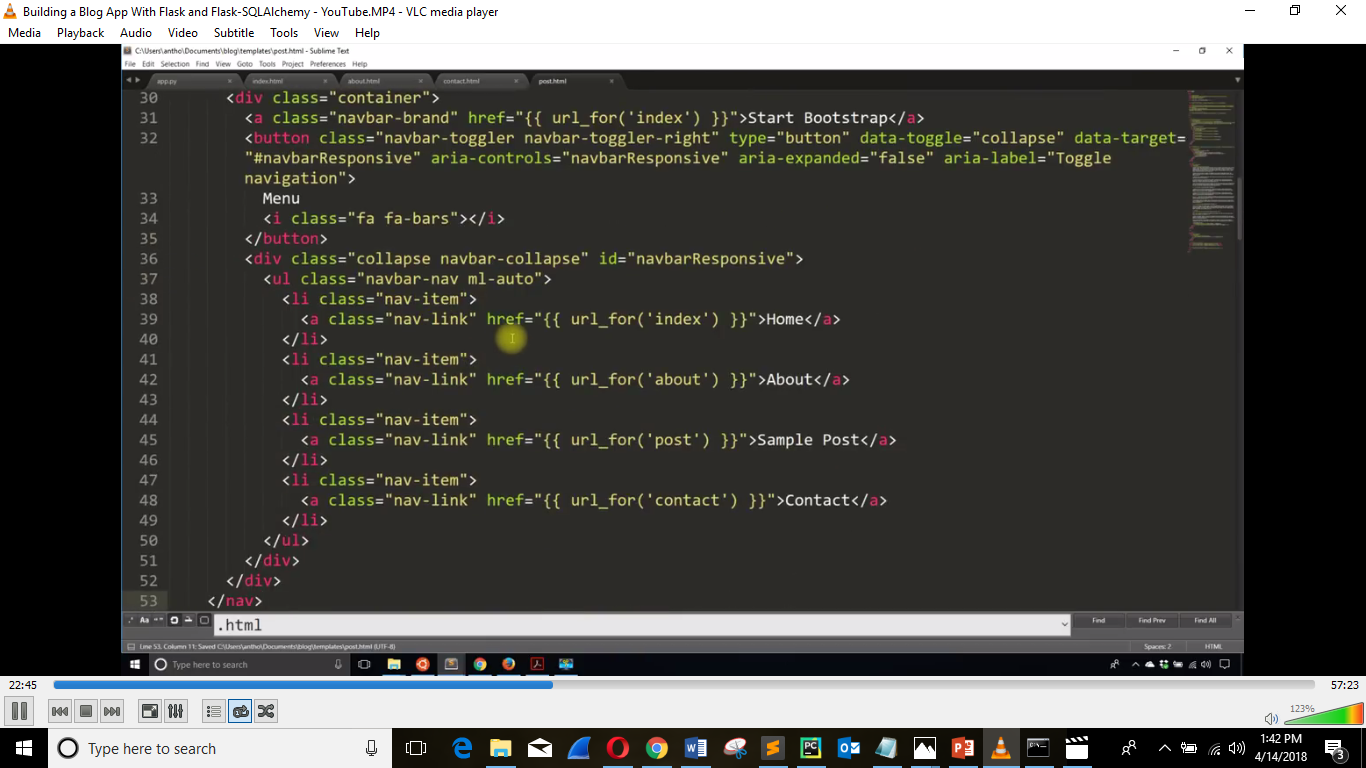 Building a Blog App With Flask and Flask-SQLAlchemy - YouTube.MP4 - VLC media player
Media Playback Audio Video Subtitle Tools View Help
C:\Users\antho\Documents\blog\templates\post.html - Sublime Text
File Edit Selection Find View Goto Tools Project Preferences Help
app.py index.html about.html contact.html post.html
30 <div class="container">
31 <a class="navbar-brand" href="{{ url_for('index') }}">Start Bootstrap</a>
32 <button class="navbar-toggler navbar-toggler-right" type="button" data-toggle="collapse" data-target=
"#navbarResponsive" aria-controls="navbarResponsive" aria-expanded="false" aria-label="Toggle
navigation">
33 Menu
34 <i class="fa fa-bars"></i>
35 </button>
36 <div class="collapse navbar-collapse" id="navbarResponsive">
37 <ul class="navbar-nav ml-auto">
38 <li class="nav-item">
39 <a class="nav-link" href="{{ url_for('index') }}">Home</a>
40 </li>
41 <li class="nav-item">
42 <a class="nav-link" href="{{ url_for('about') }}">About</a>
43 </li>
44 <li class="nav-item">
45 <a class="nav-link" href="{{ url_for('post') }}">Sample Post</a>
46 </li>
47 <li class="nav-item">
48 <a class="nav-link" href="{{ url_for('contact') }}">Contact</a>
49 </li>
50 </ul>
51 </div>
52 </div>
53 </nav>
.* Aa "" .html Find Find Prev Find All
Line 53, Column 11; Saved C:\Users\antho\Documents\blog\templates\post.html (UTF-8) Spaces: 2 HTML
Type here to search
22:45 57:23
123%
Type here to search
1:42 PM
4/14/2018
3